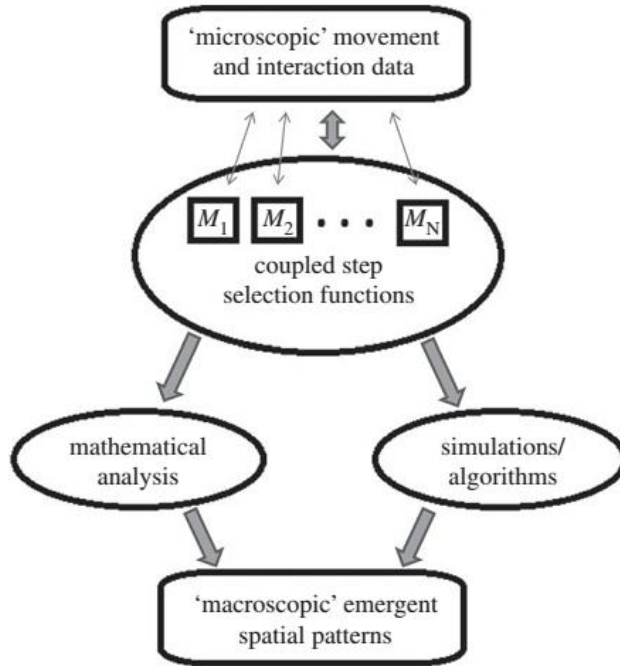 'microscopic' movement
and interaction data
M1 M2 . . . MN
coupled step
selection functions
mathematical
analysis
simulations/
algorithms
'macroscopic' emergent
spatial patterns